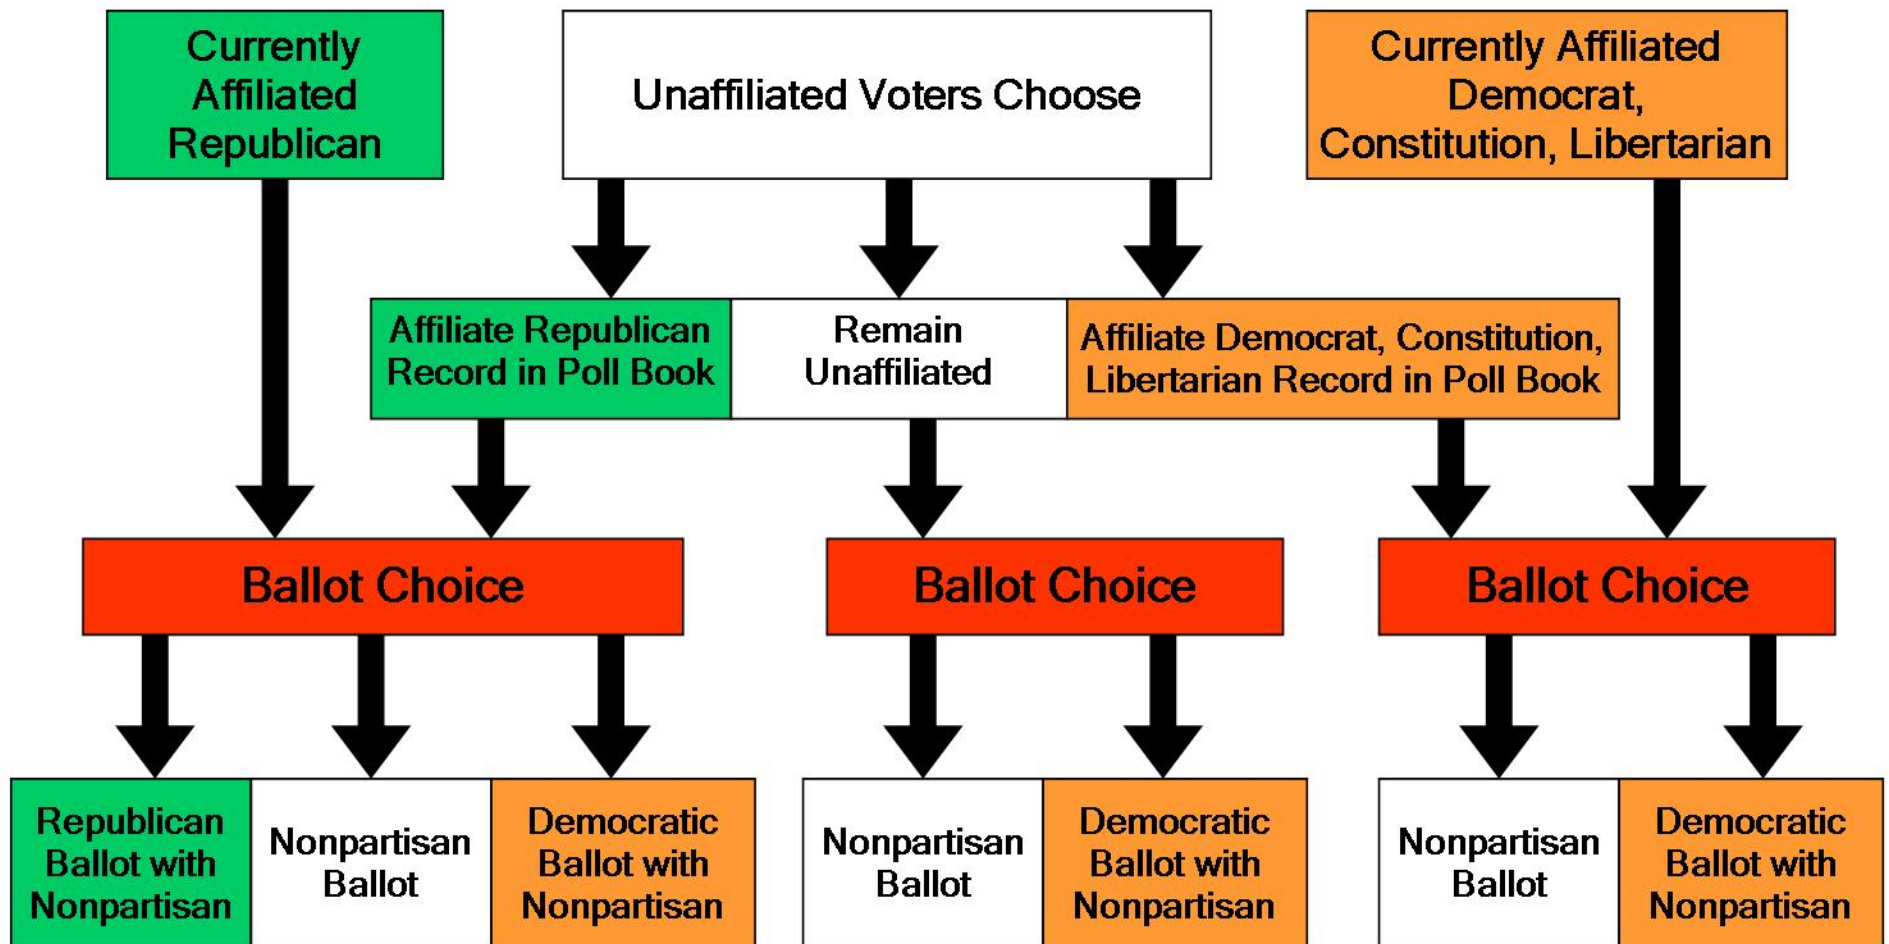 Currently
Affiliated
Republican
Unaffiliated Voters Choose
Currently Affiliated
Democrat,
Constitution, Libertarian
Affiliate Republican
Record in Poll Book
Remain
Unaffiliated
Affiliate Democrat, Constitution,
Libertarian Record in Poll Book
Ballot Choice
Ballot Choice
Ballot Choice
Republican
Ballot with
Nonpartisan
Nonpartisan
Ballot
Democratic
Ballot with
Nonpartisan
Nonpartisan
Ballot
Democratic
Ballot with
Nonpartisan
Nonpartisan
Ballot
Democratic
Ballot with
Nonpartisan